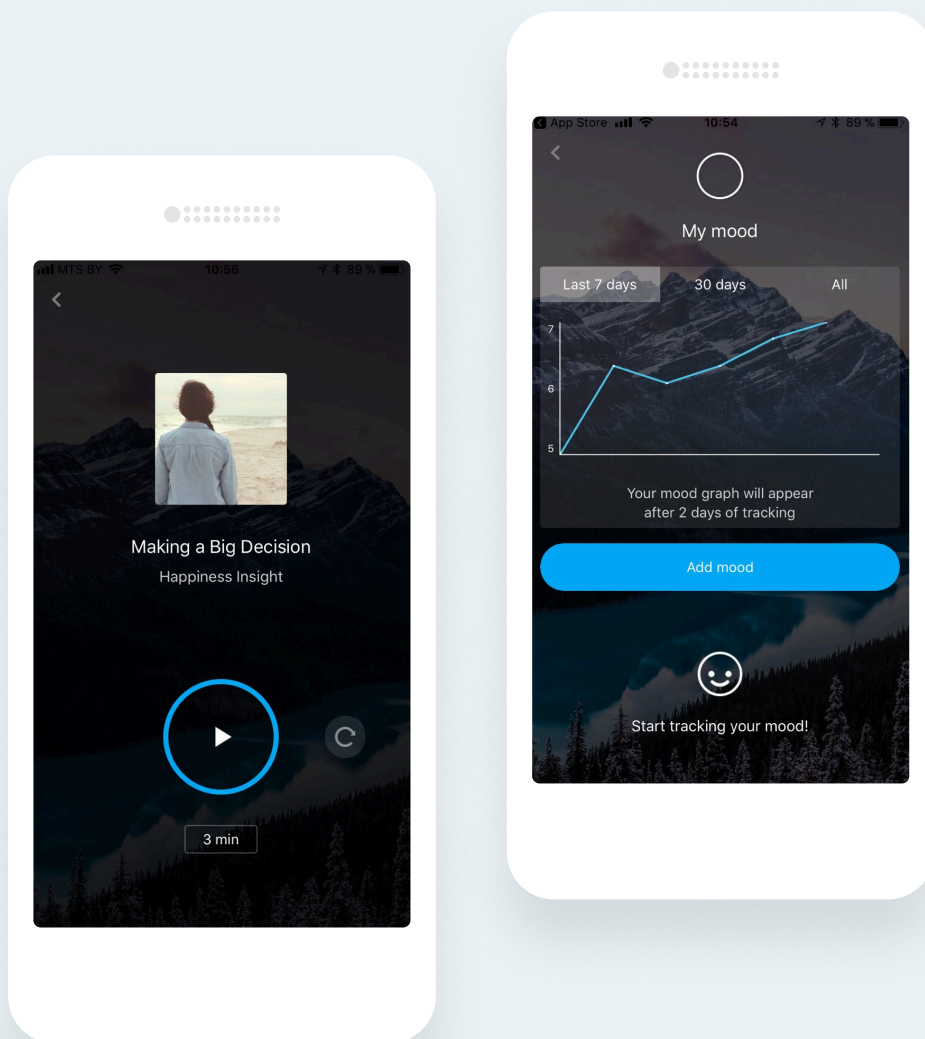 MTS BY 10:56 89 %
Making a Big Decision
Happiness Insight
3 min
App Store 10:54 89 %
My mood
Last 7 days 30 days All
7
6
5
Your mood graph will appear
after 2 days of tracking
Add mood
Start tracking your mood!